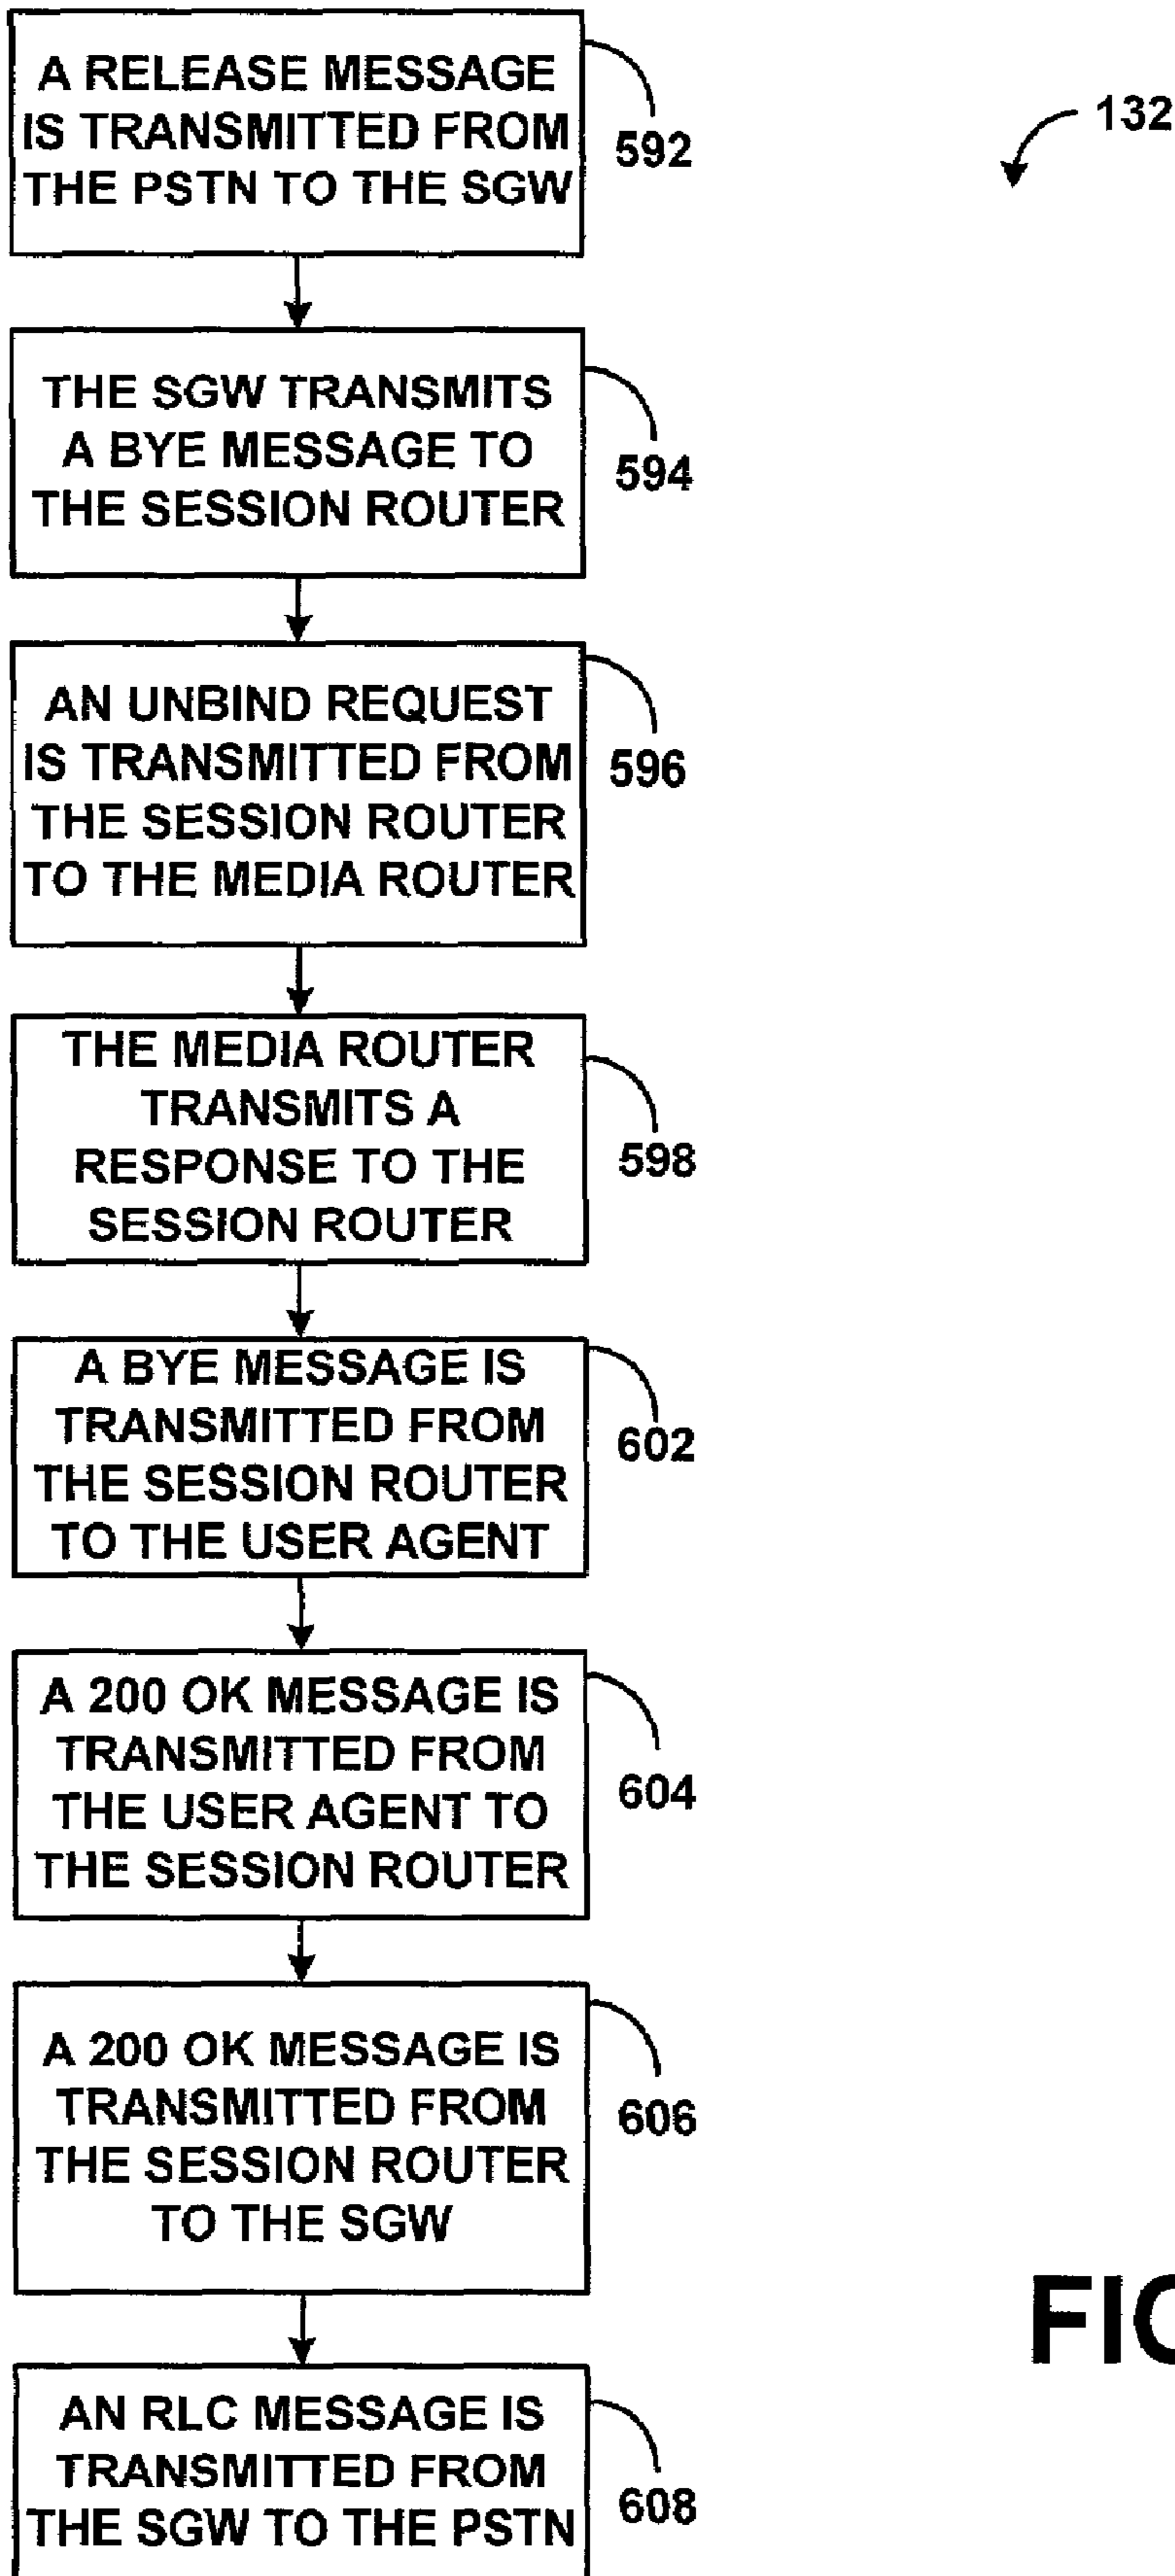 A RELEASE MESSAGE
IS TRANSMITTED FROM
THE PSTN TO THE SGW
592
132
THE SGW TRANSMITS
A BYE MESSAGE TO
THE SESSION ROUTER
594
AN UNBIND REQUEST
IS TRANSMITTED FROM
THE SESSION ROUTER
TO THE MEDIA ROUTER
596
THE MEDIA ROUTER
TRANSMITS A
RESPONSE TO THE
SESSION ROUTER
598
A BYE MESSAGE IS
TRANSMITTED FROM
THE SESSION ROUTER
TO THE USER AGENT
602
A 200 OK MESSAGE IS
TRANSMITTED FROM
THE USER AGENT TO
THE SESSION ROUTER
604
A 200 OK MESSAGE IS
TRANSMITTED FROM
THE SESSION ROUTER
TO THE SGW
606
AN RLC MESSAGE IS
TRANSMITTED FROM
THE SGW TO THE PSTN
608